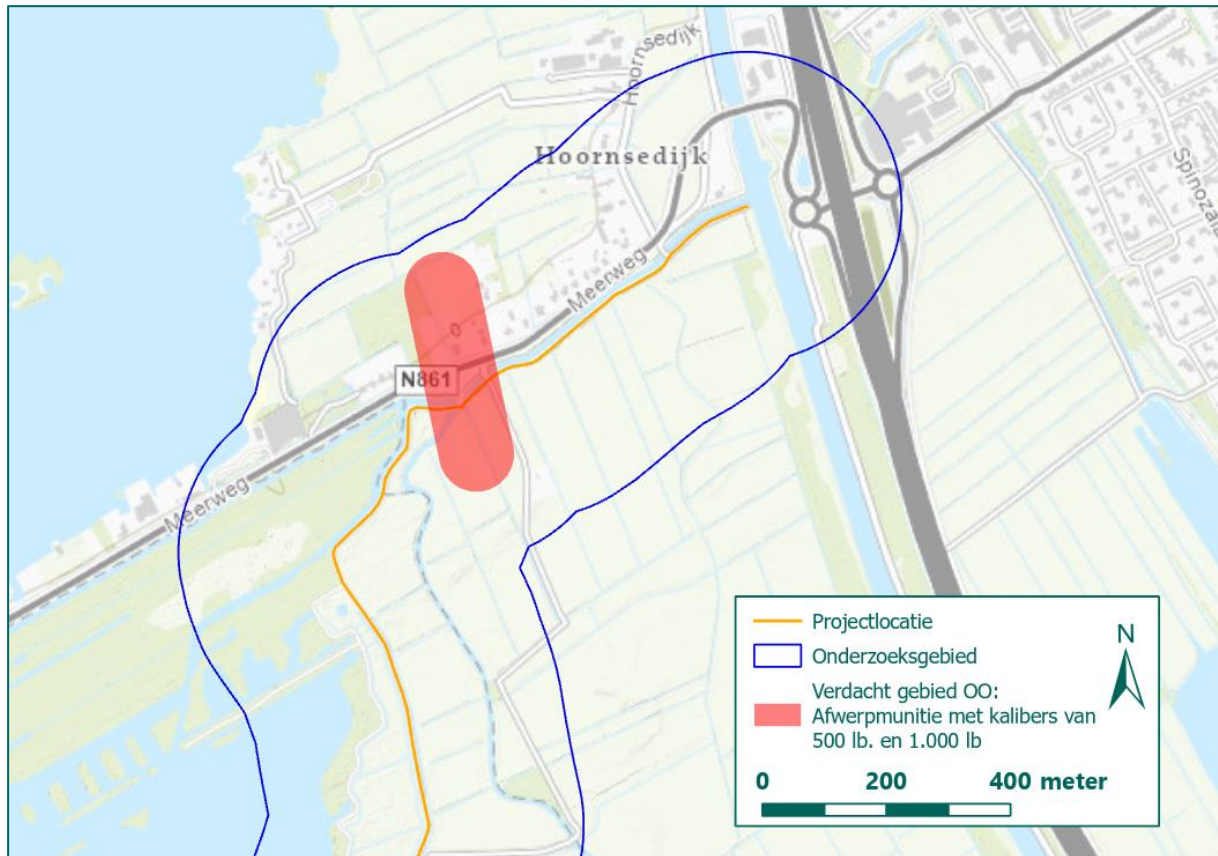 Hoornsedijk
Hoornsedijk
Meerweg
N861
Meerweg
Spinoza
Projectlocatie
Onderzoeksgebied
Verdacht gebied OO:
Afwerpmunitie met kalibers van
500 lb. en 1.000 lb
N
0 200 400 meter